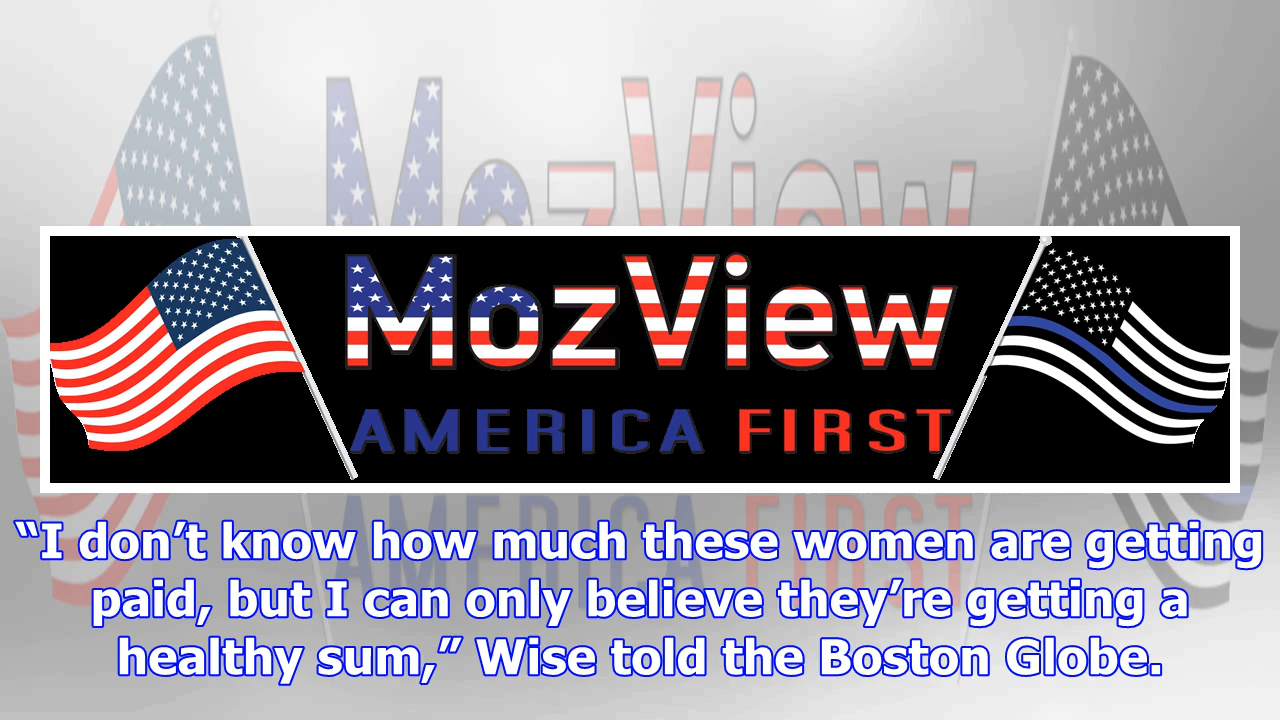 MozView
AMERICA FIRST
“I don’t know how much these women are getting
paid, but I can only believe they’re getting a
healthy sum,” Wise told the Boston Globe.